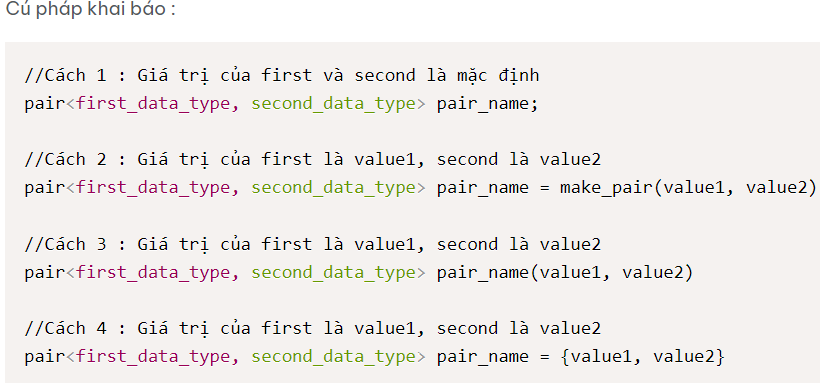 Cú pháp khai báo :
//Cách 1 : Giá trị của first và second là mặc định
pair<first_data_type, second_data_type> pair_name;
//Cách 2 : Giá trị của first là value1, second là value2
pair<first_data_type, second_data_type> pair_name = make_pair(value1, value2)
//Cách 3 : Giá trị của first là value1, second là value2
pair<first_data_type, second_data_type> pair_name(value1, value2)
//Cách 4 : Giá trị của first là value1, second là value2
pair<first_data_type, second_data_type> pair_name = {value1, value2}